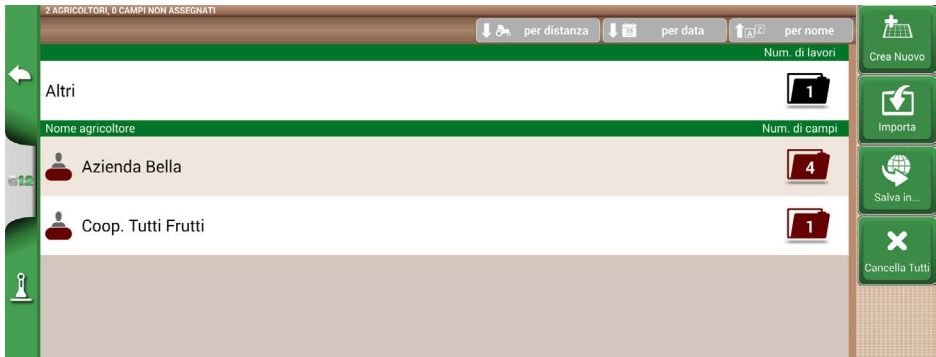 2 AGRICOLTORI, 0 CAMPI NON ASSEGNATI
per distanza
per data
per nome
Crea Nuovo
Num. di lavori
Altri
1
Importa
Nome agricoltore
Num. di campi
Azienda Bella
4
Salva in...
Coop. Tutti Frutti
1
Cancella Tutti